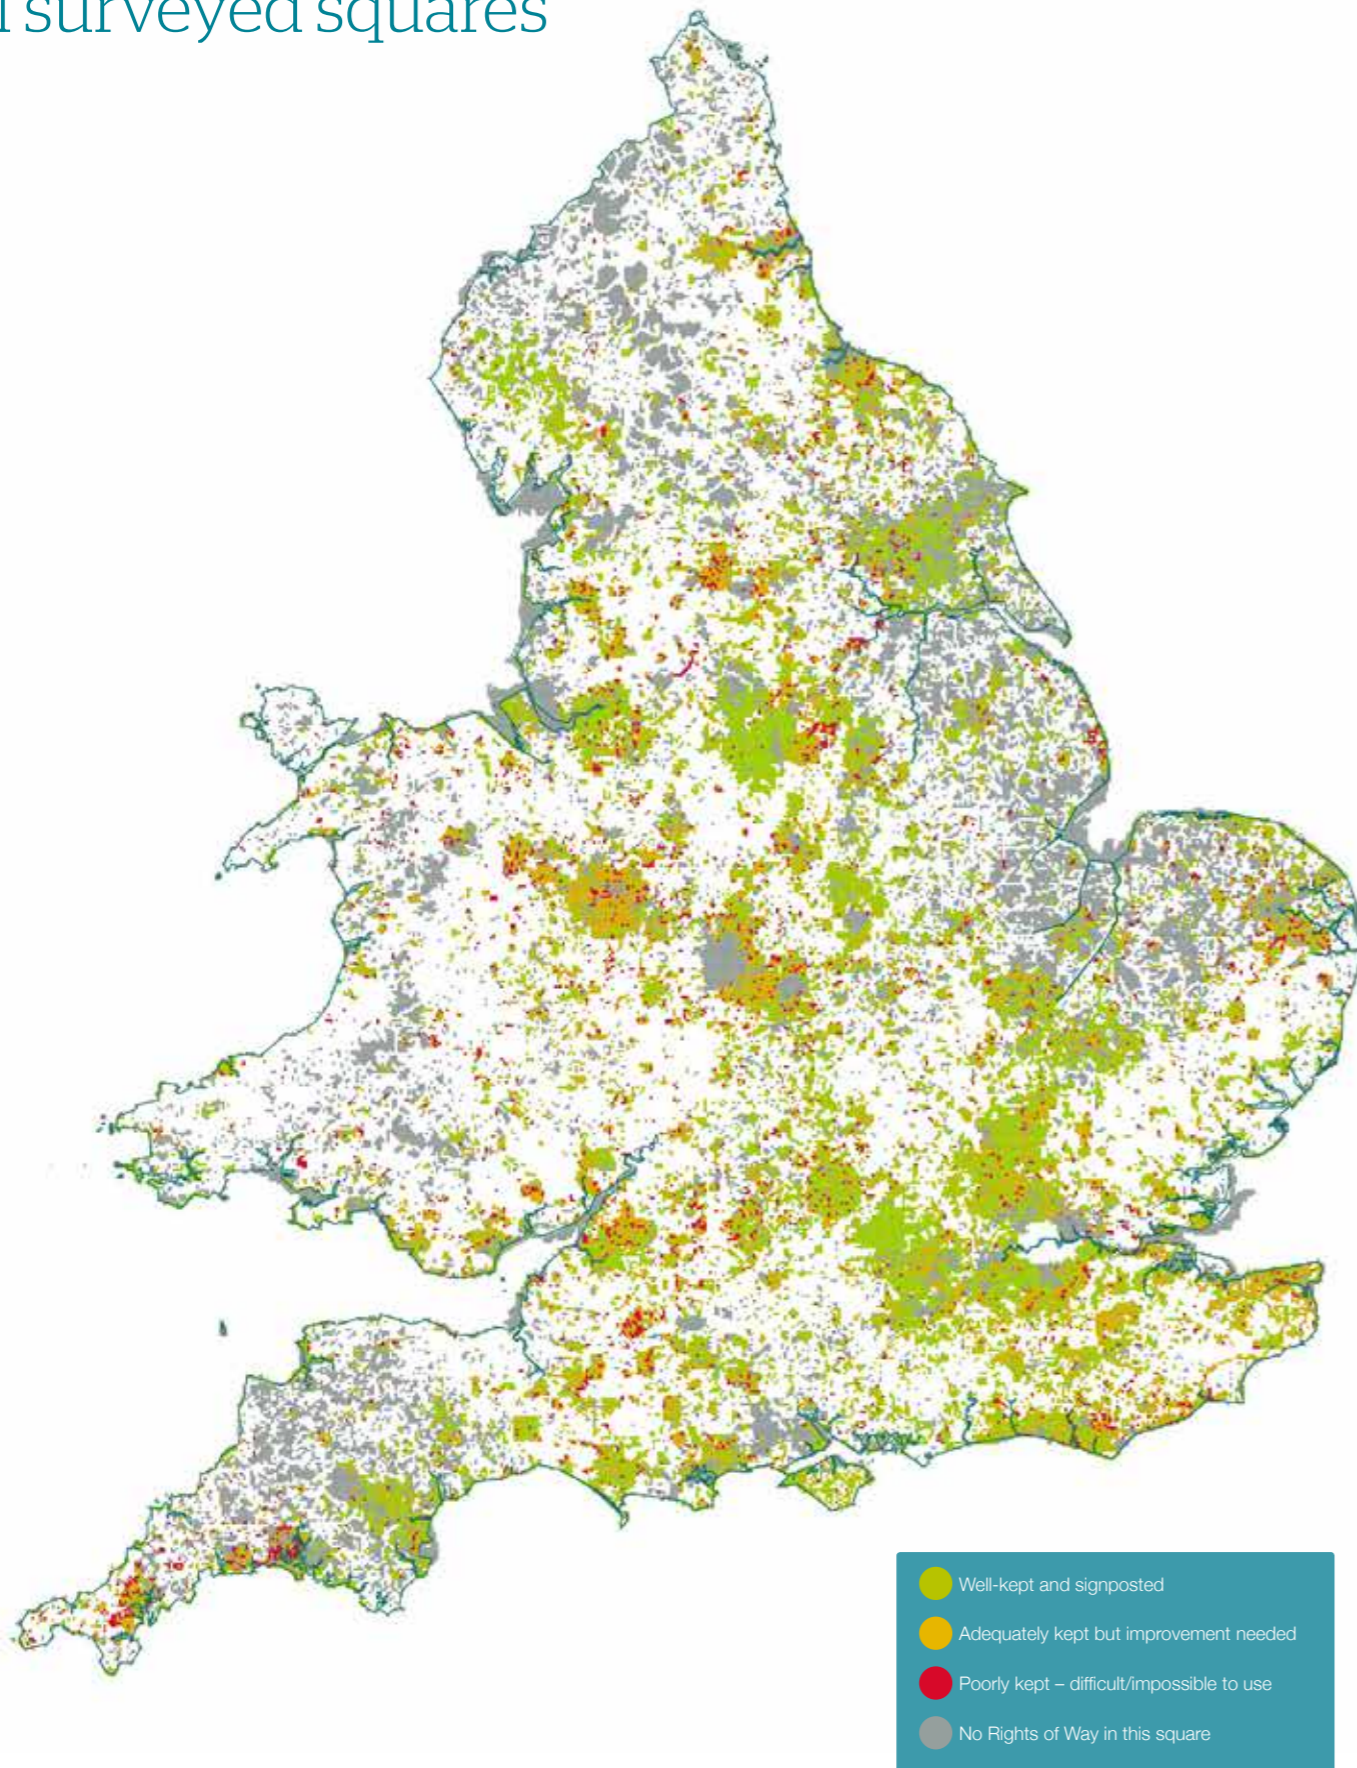 surveyed squares
Well-kept and signposted
Adequately kept but improvement needed
Poorly kept – difficult/impossible to use
No Rights of Way in this square